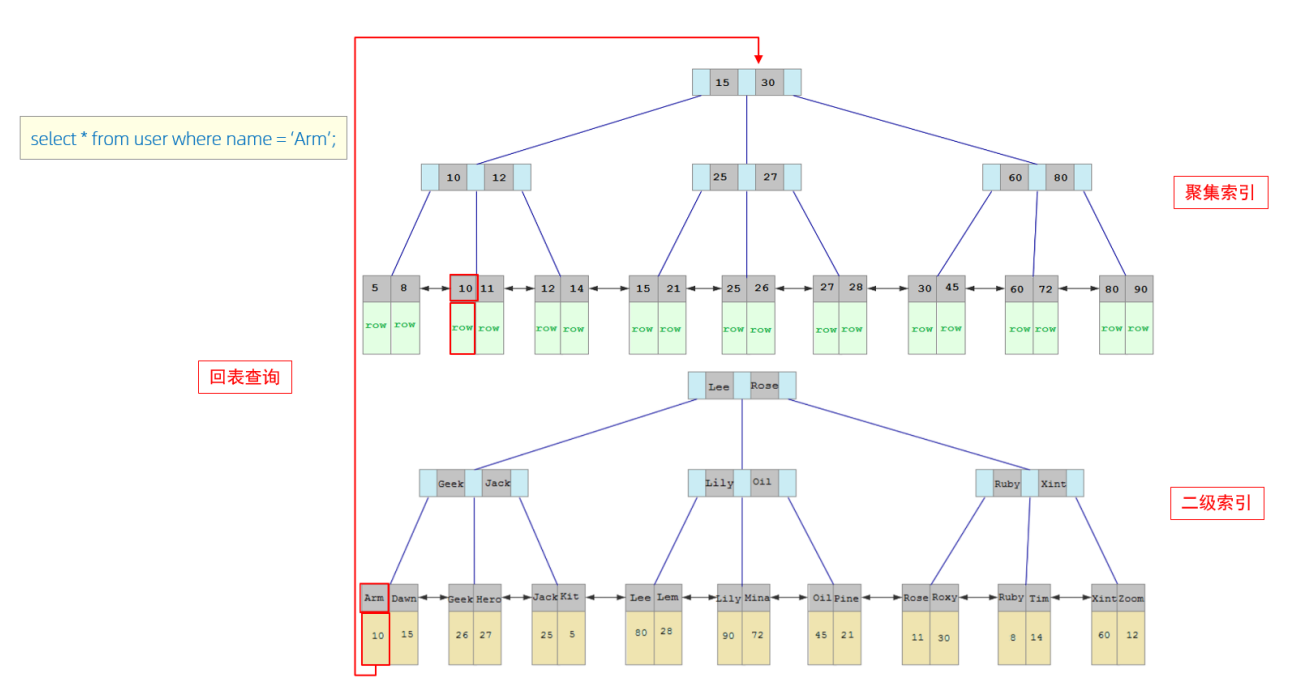 select * from user where name = ‘Arm’;
15 30
10 12
25 27
60 80
聚集索引
5 8 10 11 12 14 15 21 25 26 27 28 30 45 60 72 80 90
row row row row row row row row row row row row row row row row row row
回表查询
Lee Rose
Geek Jack
Lily Oil
Ruby Xint
二级索引
Arm Dawn Geek Hero Jack Kit Lee Lem Lily Mina Oil Pine Rose Roxy Ruby Tim Xint Zoom
10 15 26 27 25 5 80 28 90 72 45 21 11 30 8 14 60 12